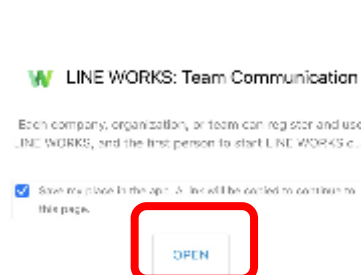 LINE WORKS: Team Communication
Each company, organization, or team can register and use
LINE WORKS, and the first person to start LINE WORKS c...
Save my place in the app. A link will be copied to continue to
this page.
OPEN